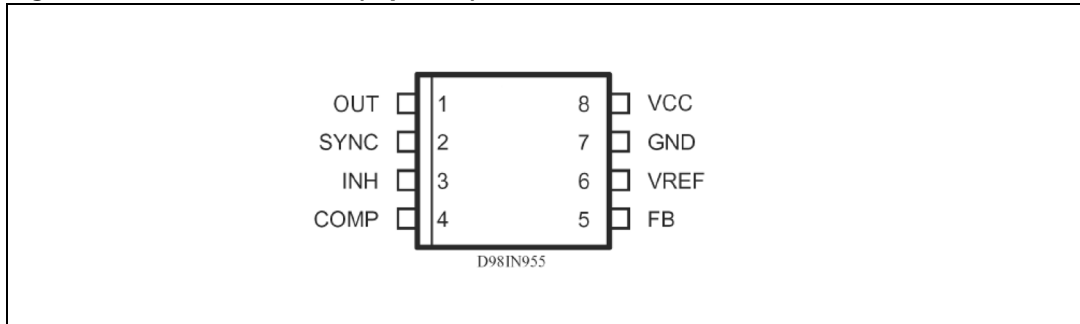 OUT 1 8 VCC
SYNC 2 7 GND
INH 3 6 VREF
COMP 4 5 FB
D98IN955